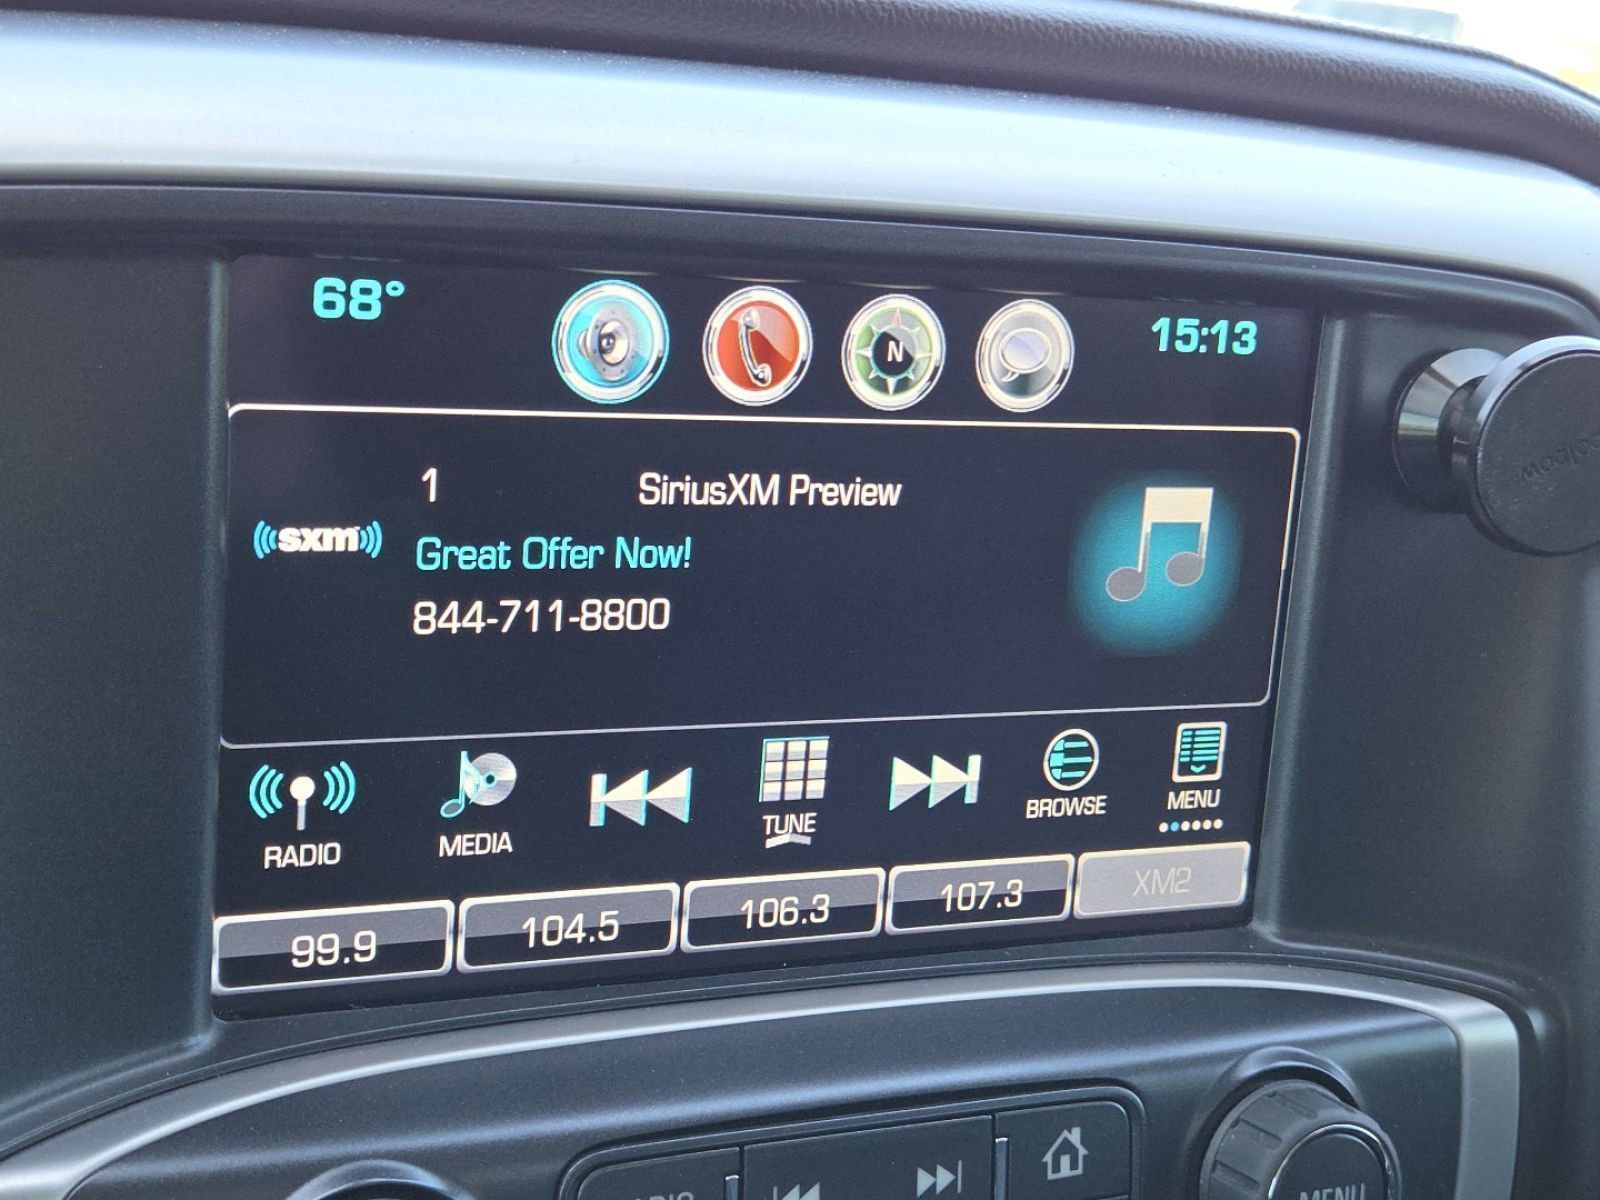 68°
N
15:13
1 SiriusXM Preview
sxm
Great Offer Now!
844-711-8800
RADIO
MEDIA
TUNE
BROWSE
MENU
99.9
104.5
106.3
107.3
XM2
MENU